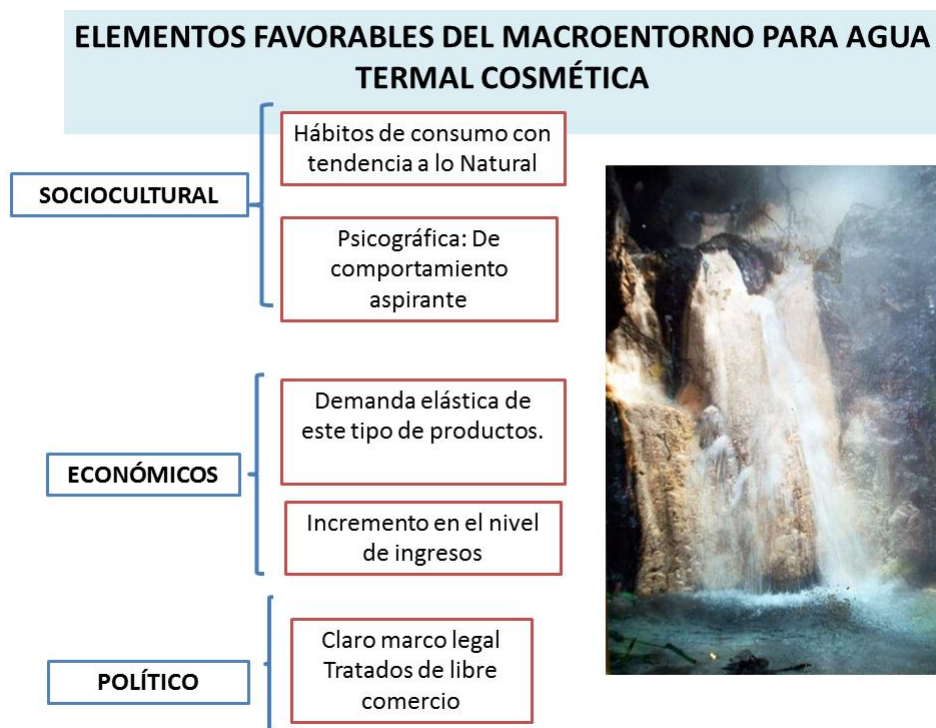 ELEMENTOS FAVORABLES DEL MACROENTORNO PARA AGUA
TERMAL COSMÉTICA
SOCIOCULTURAL
Hábitos de consumo con
tendencia a lo Natural
Psicográfica: De
comportamiento
aspirante
ECONÓMICOS
Demanda elástica de
este tipo de productos.
Incremento en el nivel
de ingresos
POLÍTICO
Claro marco legal
Tratados de libre
comercio